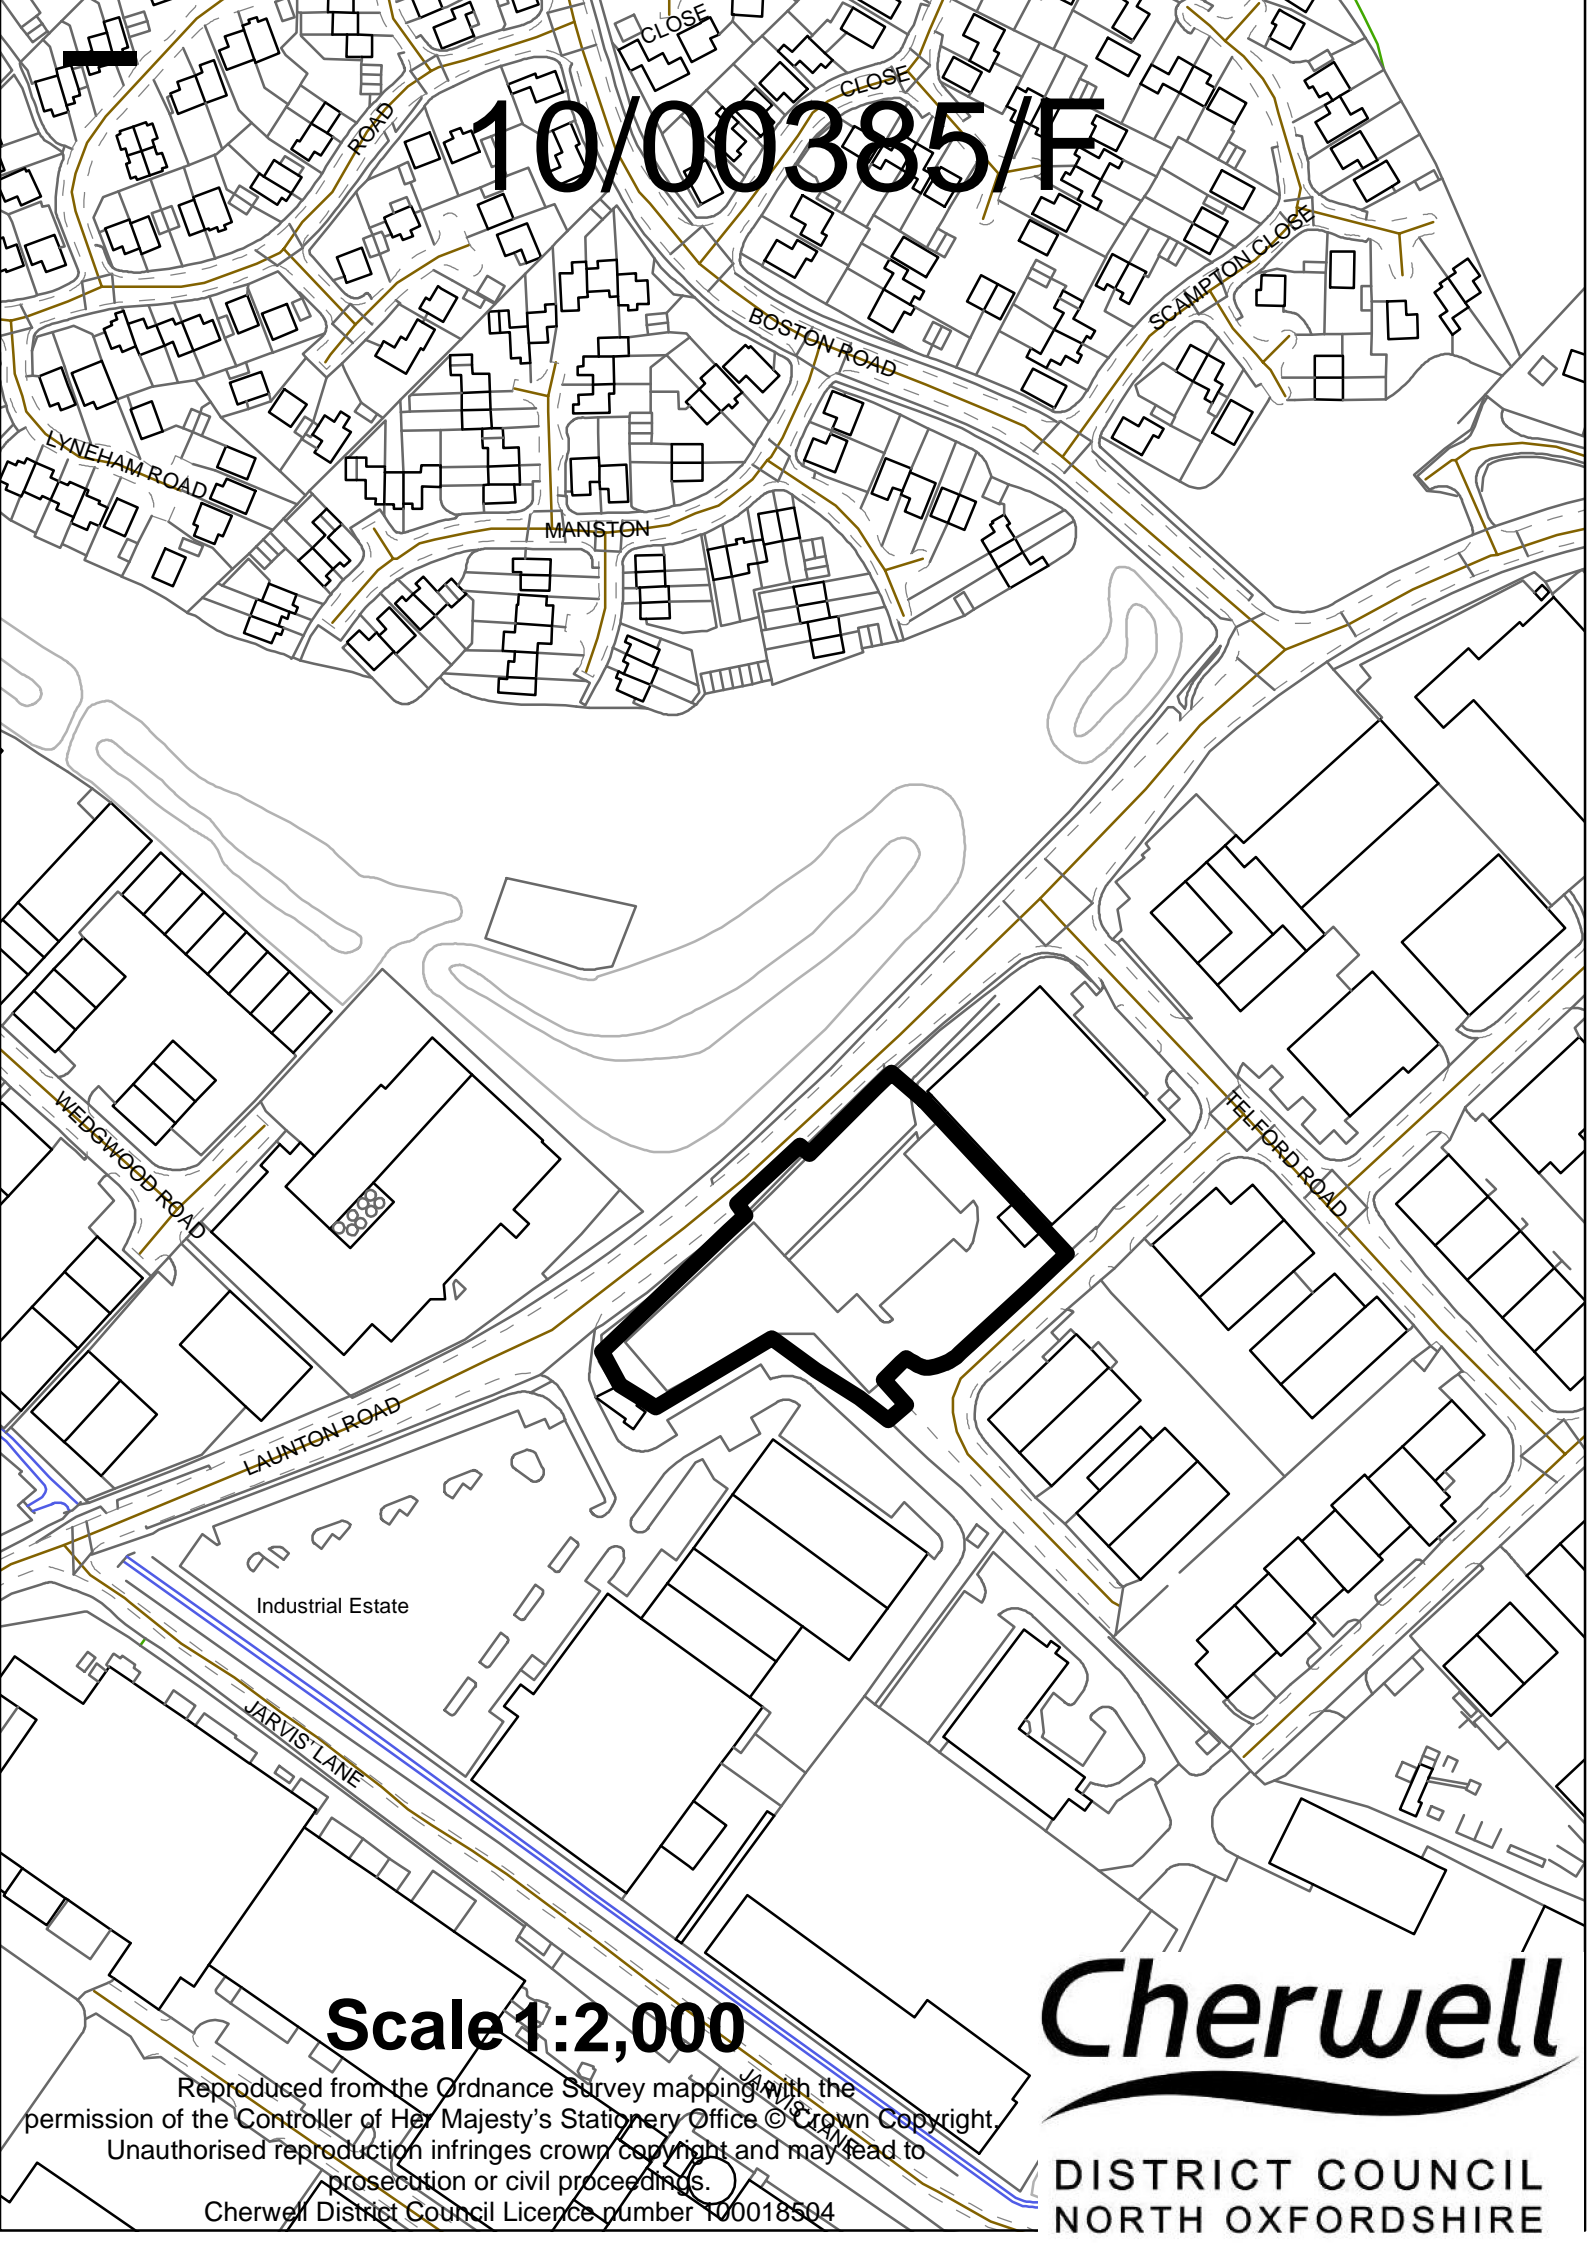 CLOSE
10/00385/F
CLOSE
ROAD
SCAMPTON CLOSE
BOSTON ROAD
LYNEHAM ROAD
MANSTON
WEDGWOOD ROAD
TELFORD ROAD
LAUNTON ROAD
Industrial Estate
JARVIS' LANE
Scale 1:2,000
JARVIS' LANE
Reproduced from the Ordnance Survey mapping with the
permission of the Controller of Her Majesty's Stationery Office © Crown Copyright.
Unauthorised reproduction infringes crown copyright and may lead to
prosecution or civil proceedings.
Cherwell District Council Licence number 100018504
Cherwell
DISTRICT COUNCIL
NORTH OXFORDSHIRE